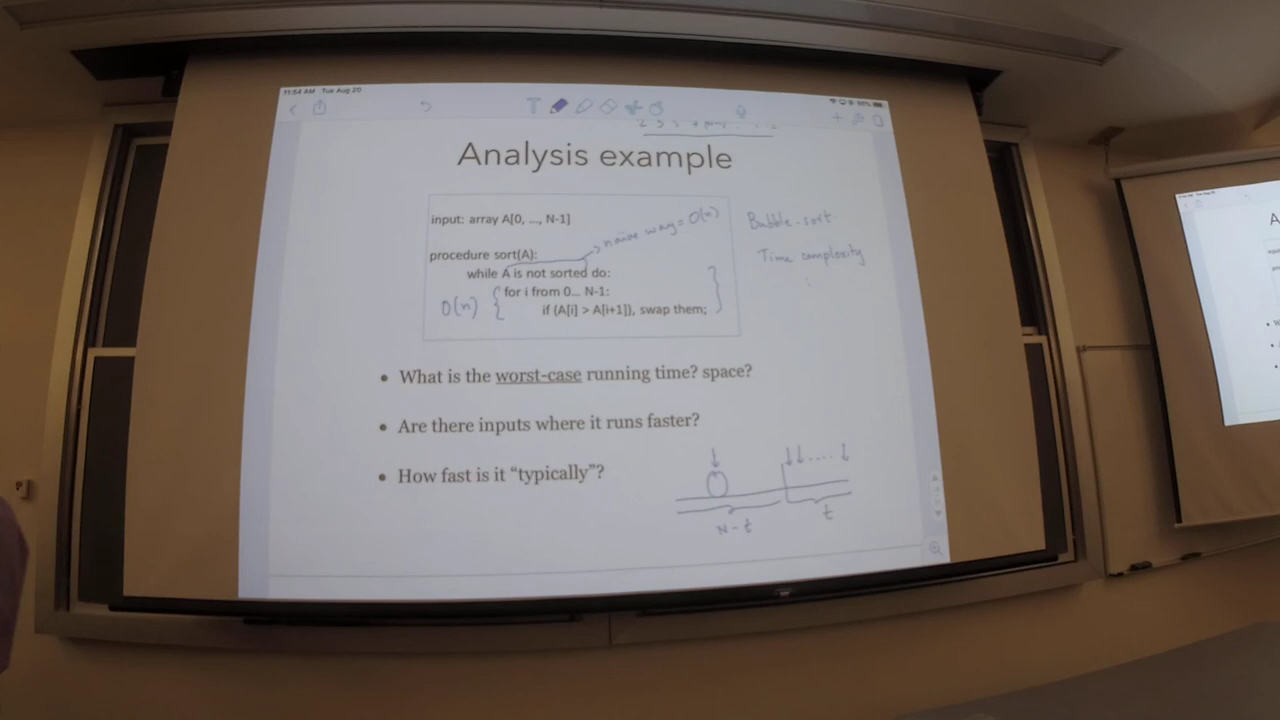 11:54 AM Tue Aug 20
Analysis example
input: array A[0, ..., N-1]
procedure sort(A):
while A is not sorted do:
for i from 0... N-1:
if (A[i] > A[i+1]), swap them;
→ naive way = O(n)
O(n)
Bubble-sort
Time complexity
• What is the worst-case running time? space?
• Are there inputs where it runs faster?
• How fast is it “typically”?
N-t
t